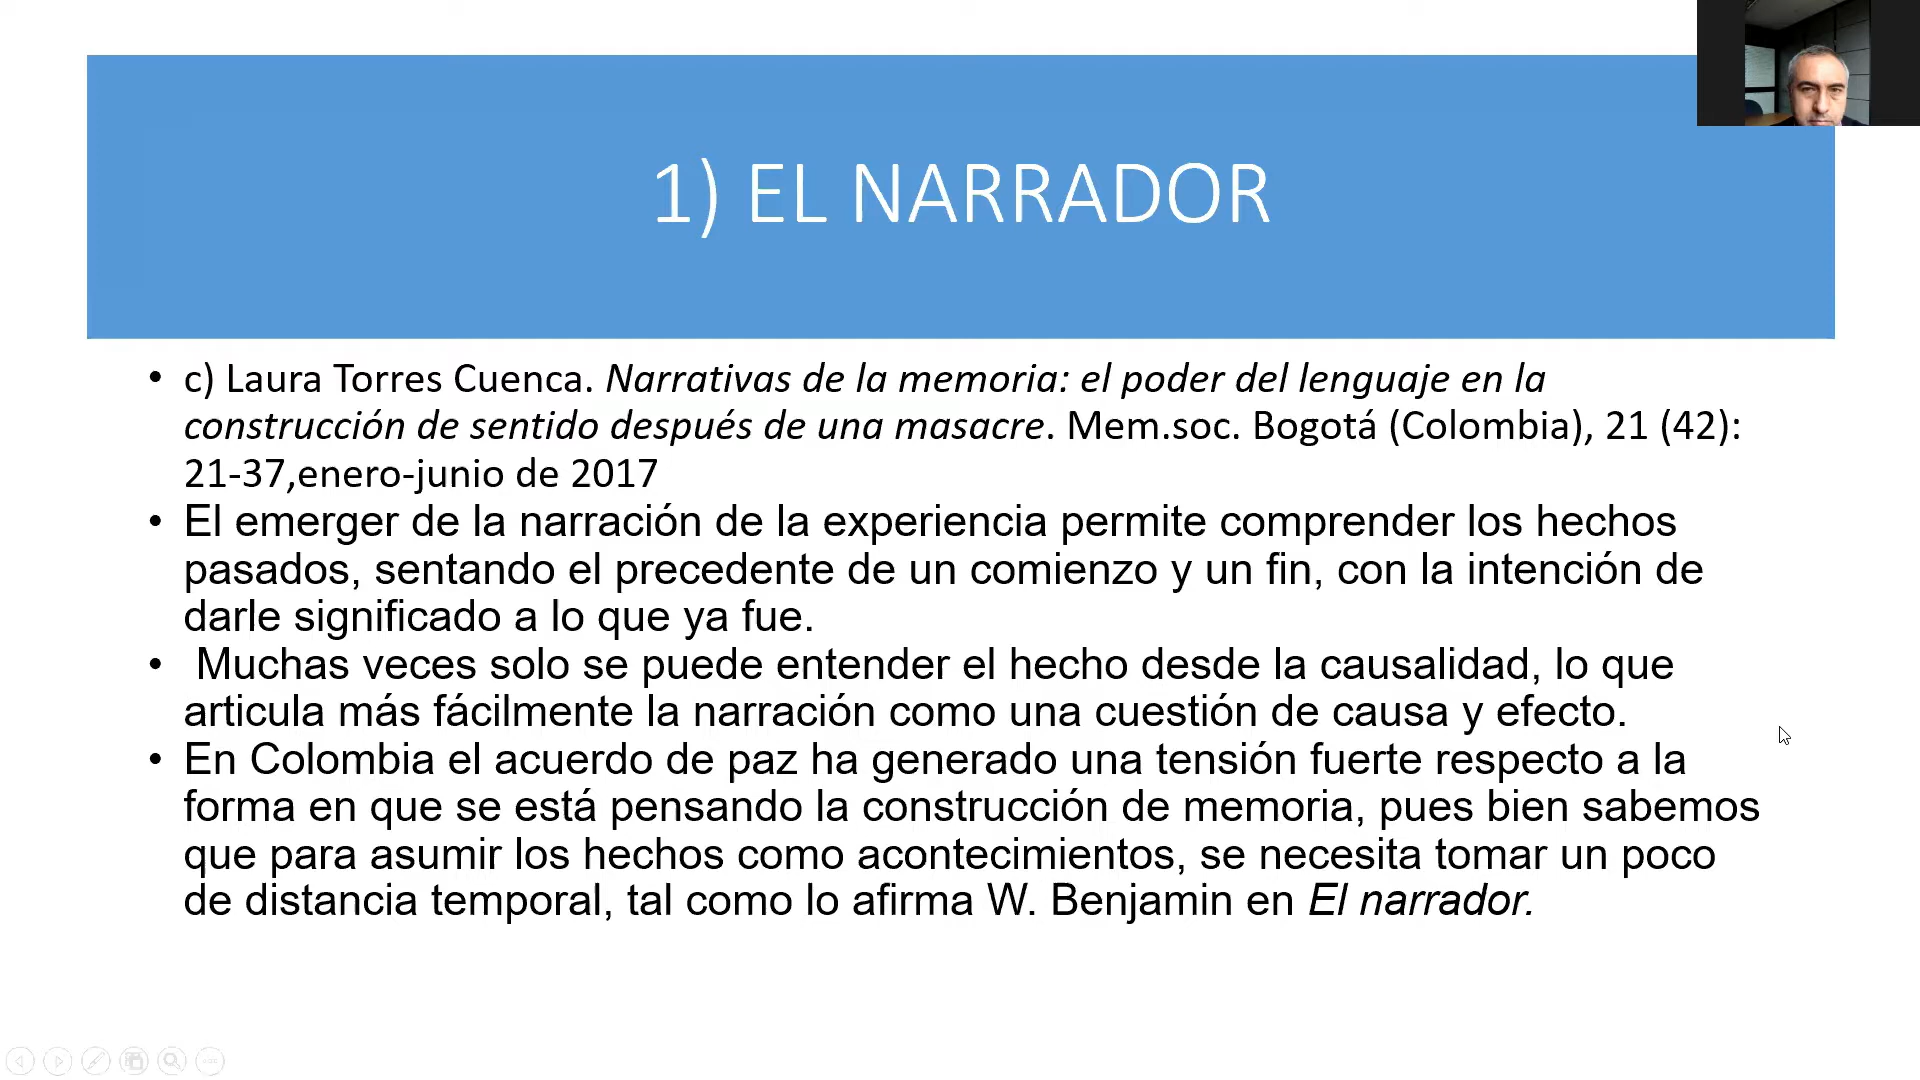 1) EL NARRADOR
• c) Laura Torres Cuenca. Narrativas de la memoria: el poder del lenguaje en la
construcción de sentido después de una masacre. Mem.soc. Bogotá (Colombia), 21 (42):
21-37,enero-junio de 2017
• El emerger de la narración de la experiencia permite comprender los hechos
pasados, sentando el precedente de un comienzo y un fin, con la intención de
darle significado a lo que ya fue.
• Muchas veces solo se puede entender el hecho desde la causalidad, lo que
articula más fácilmente la narración como una cuestión de causa y efecto.
• En Colombia el acuerdo de paz ha generado una tensión fuerte respecto a la
forma en que se está pensando la construcción de memoria, pues bien sabemos
que para asumir los hechos como acontecimientos, se necesita tomar un poco
de distancia temporal, tal como lo afirma W. Benjamin en El narrador.